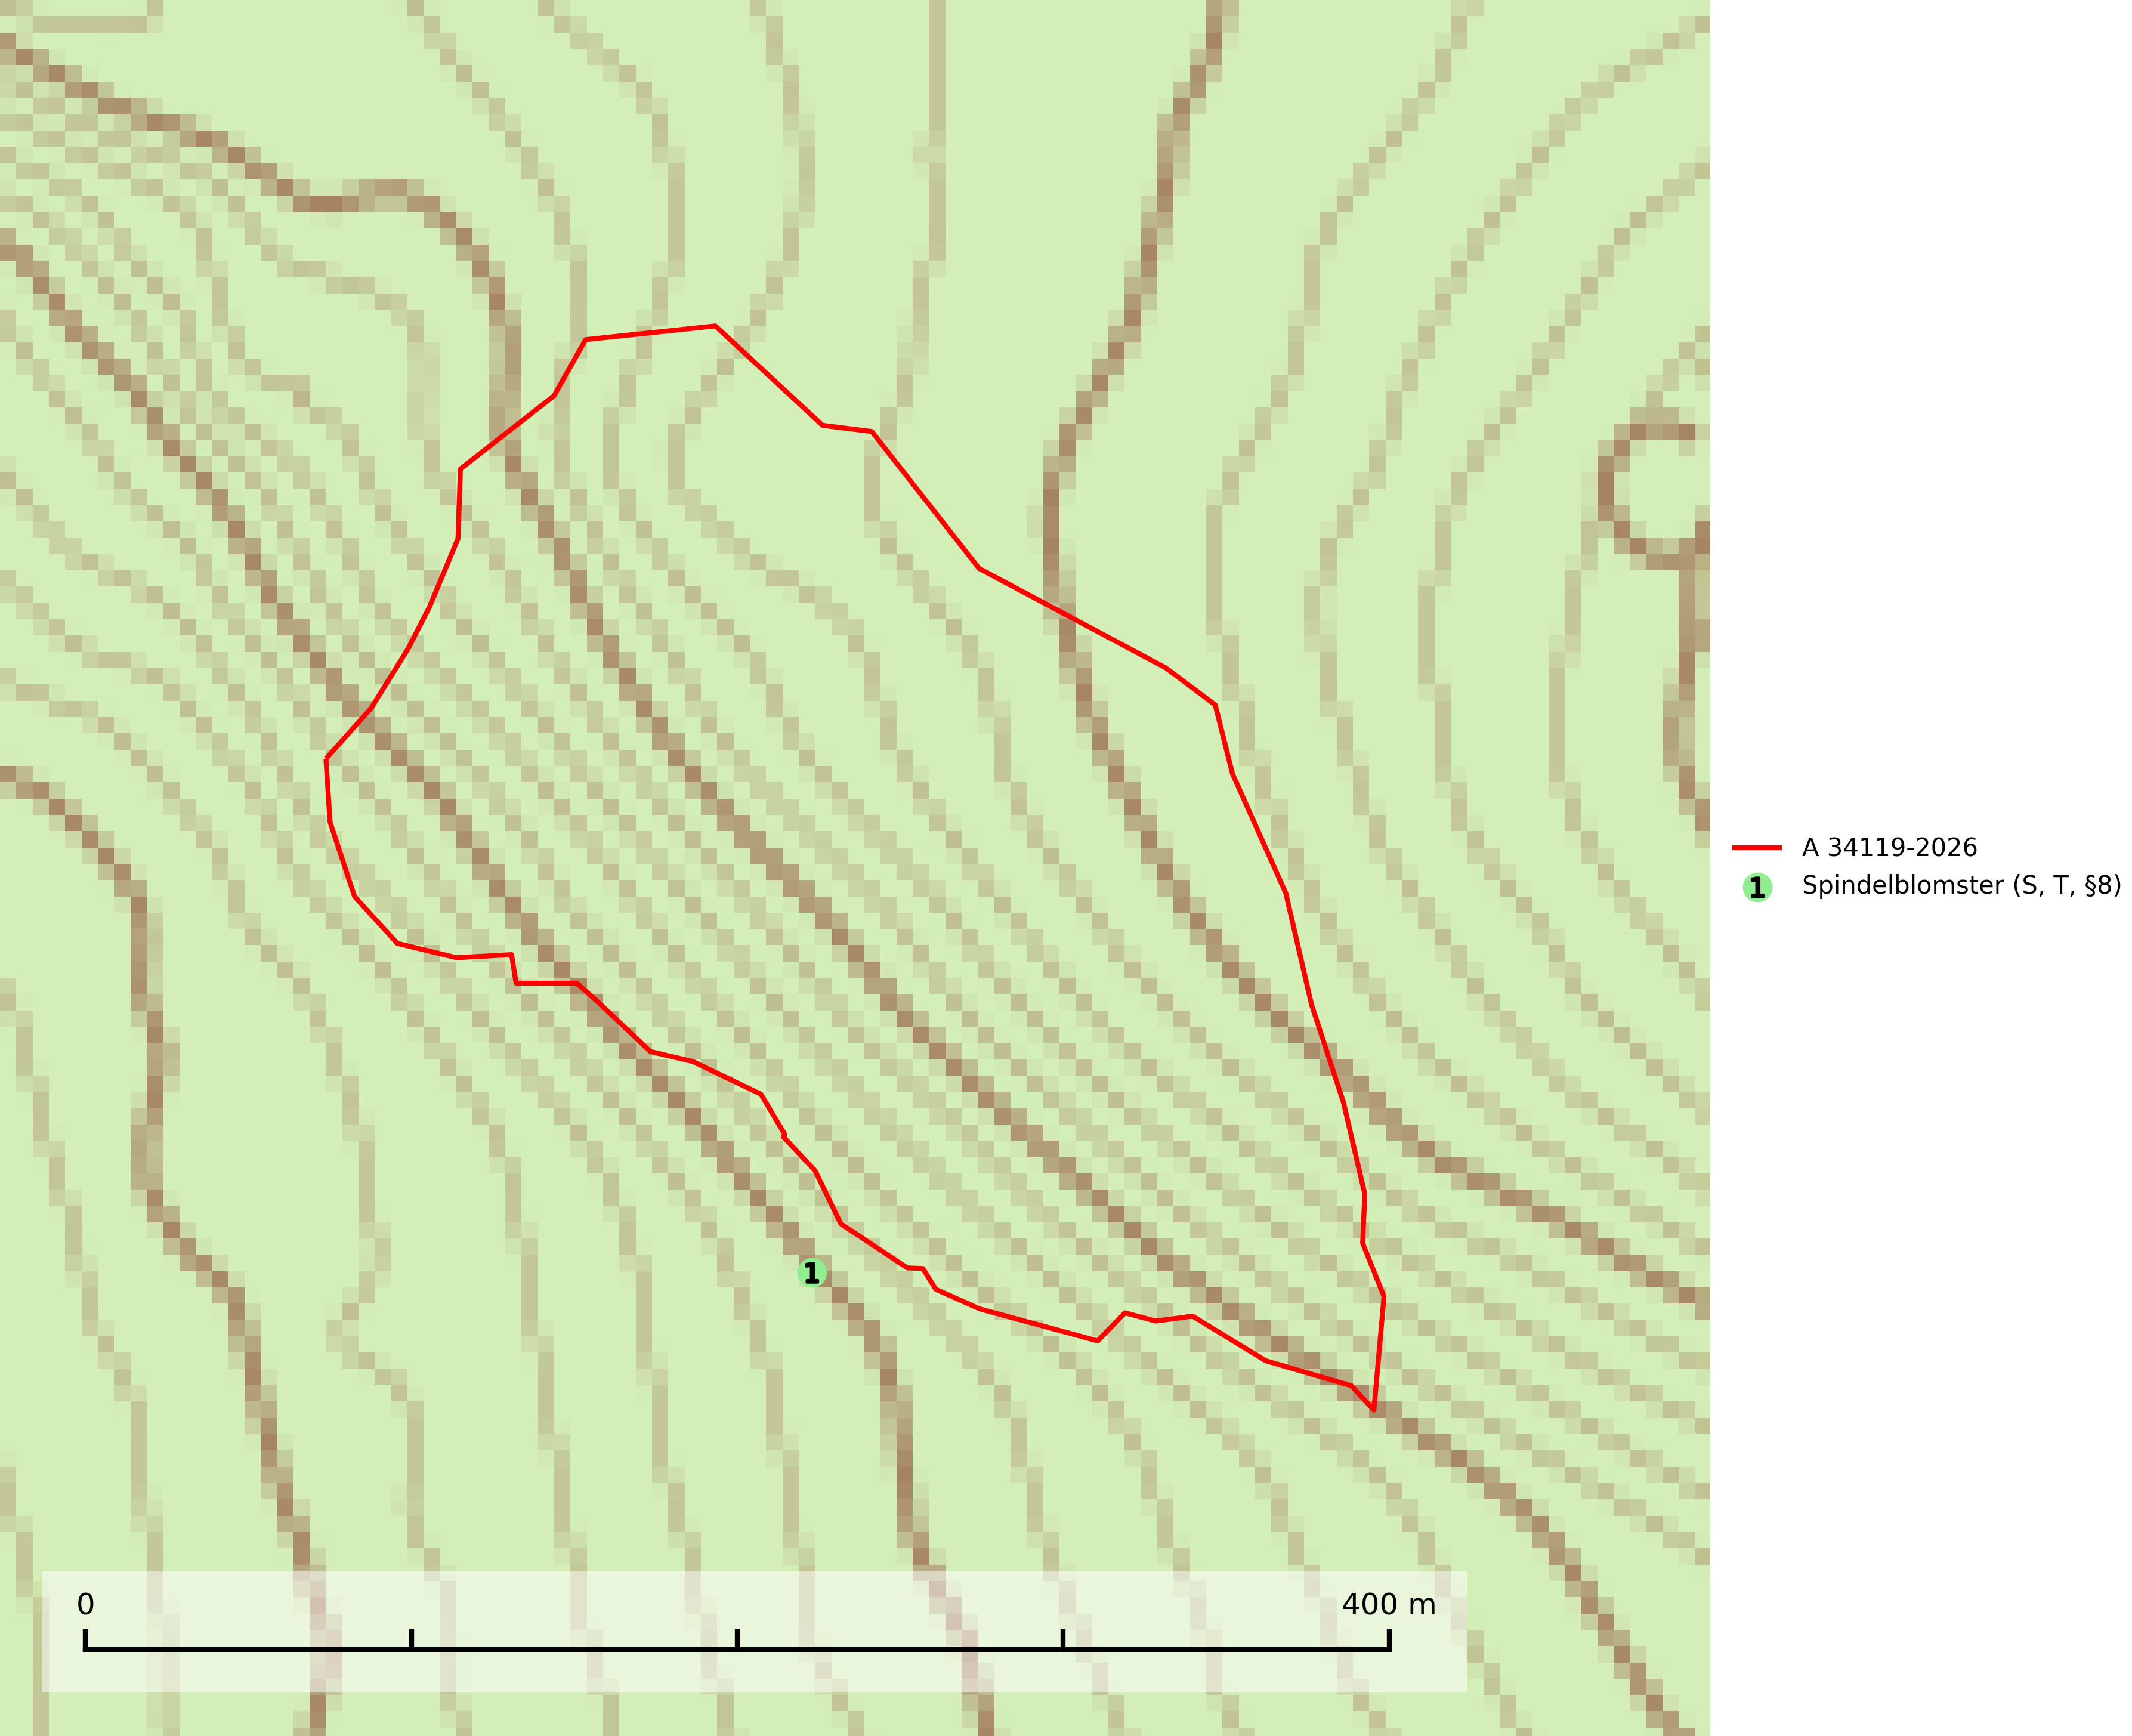 A 34119-2026
1 Spindelblomster (S, T, §8)
1
0 400 m